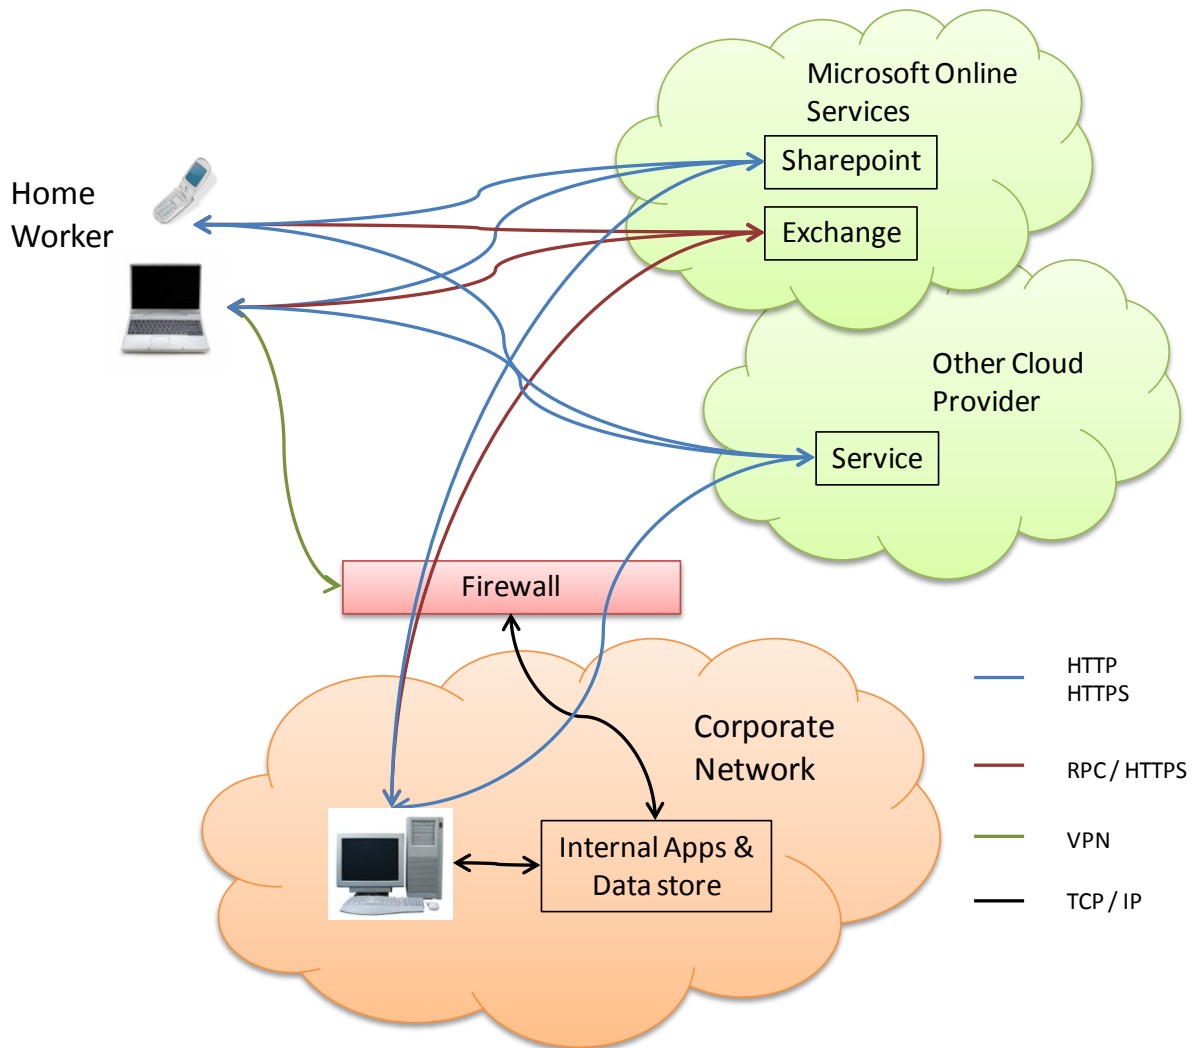 Microsoft Online
Services
Sharepoint
Home
Worker
Exchange
Other Cloud
Provider
Service
Firewall
HTTP
HTTPS
Corporate
Network
RPC / HTTPS
Internal Apps &
Data store
VPN
TCP / IP